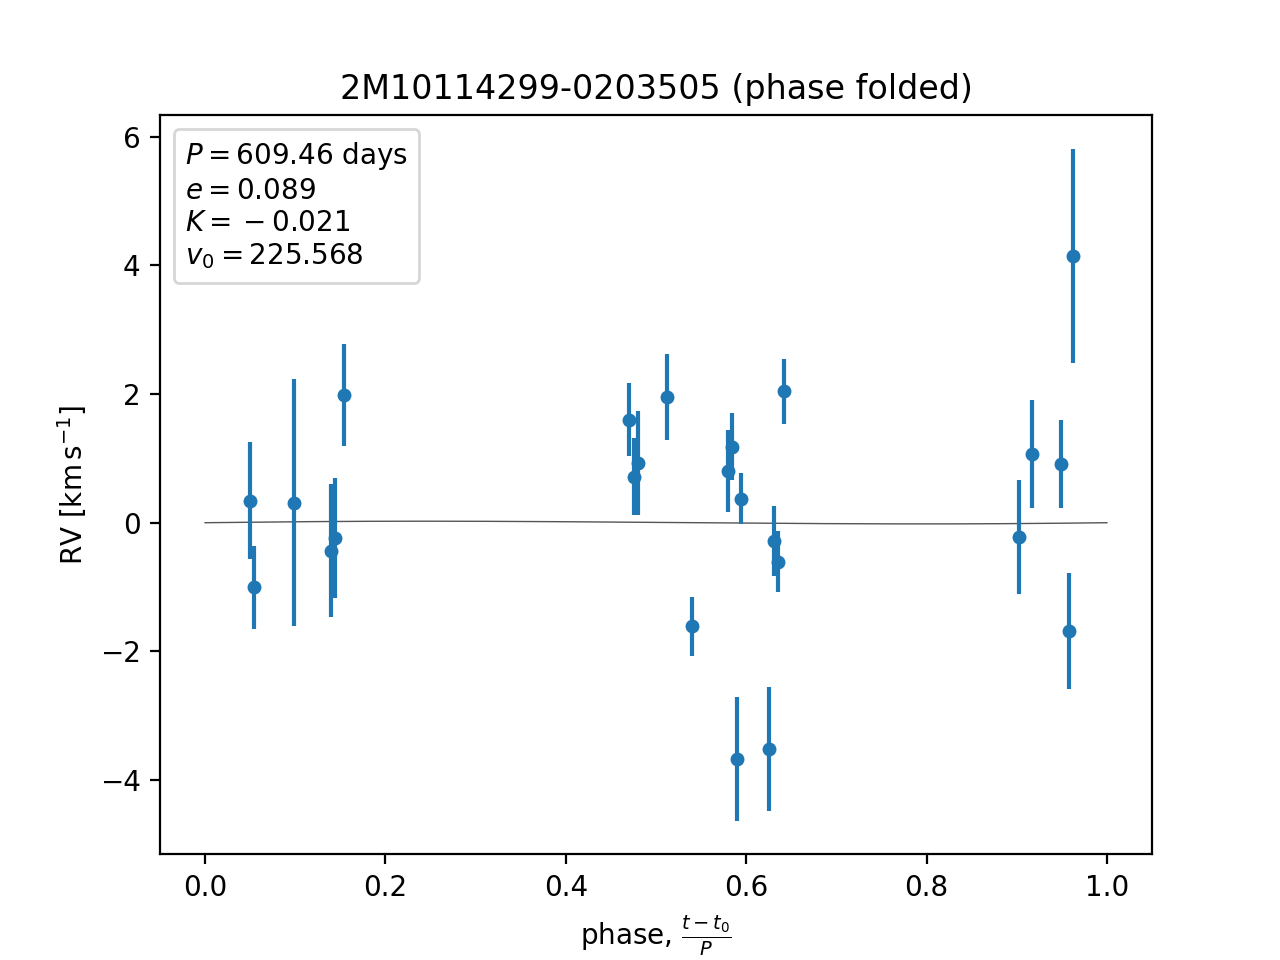 2M10114299-0203505 (phase folded)
P = 609.46 days
e = 0.089
K = −0.021
v₀ = 225.568
6
4
2
0
−2
−4
RV [km s⁻¹]
0.0 0.2 0.4 0.6 0.8 1.0
phase, (t − t₀)/P